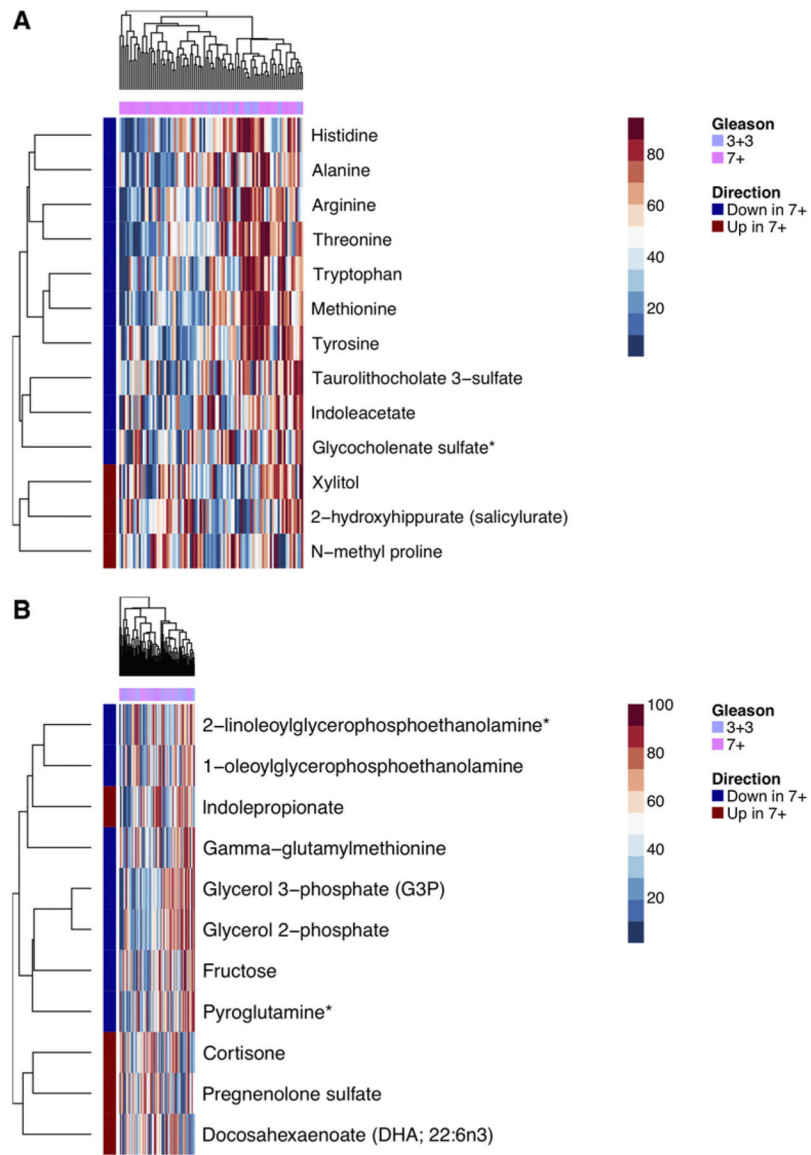 A
Gleason
3+3
7+
Direction
Down in 7+
Up in 7+
80
60
40
20
Histidine
Alanine
Arginine
Threonine
Tryptophan
Methionine
Tyrosine
Taurolithocholate 3−sulfate
Indoleacetate
Glycocholenate sulfate*
Xylitol
2−hydroxyhippurate (salicylurate)
N−methyl proline
B
Gleason
3+3
7+
Direction
Down in 7+
Up in 7+
100
80
60
40
20
2−linoleoylglycerophosphoethanolamine*
1−oleoylglycerophosphoethanolamine
Indolepropionate
Gamma−glutamylmethionine
Glycerol 3−phosphate (G3P)
Glycerol 2−phosphate
Fructose
Pyroglutamine*
Cortisone
Pregnenolone sulfate
Docosahexaenoate (DHA; 22:6n3)